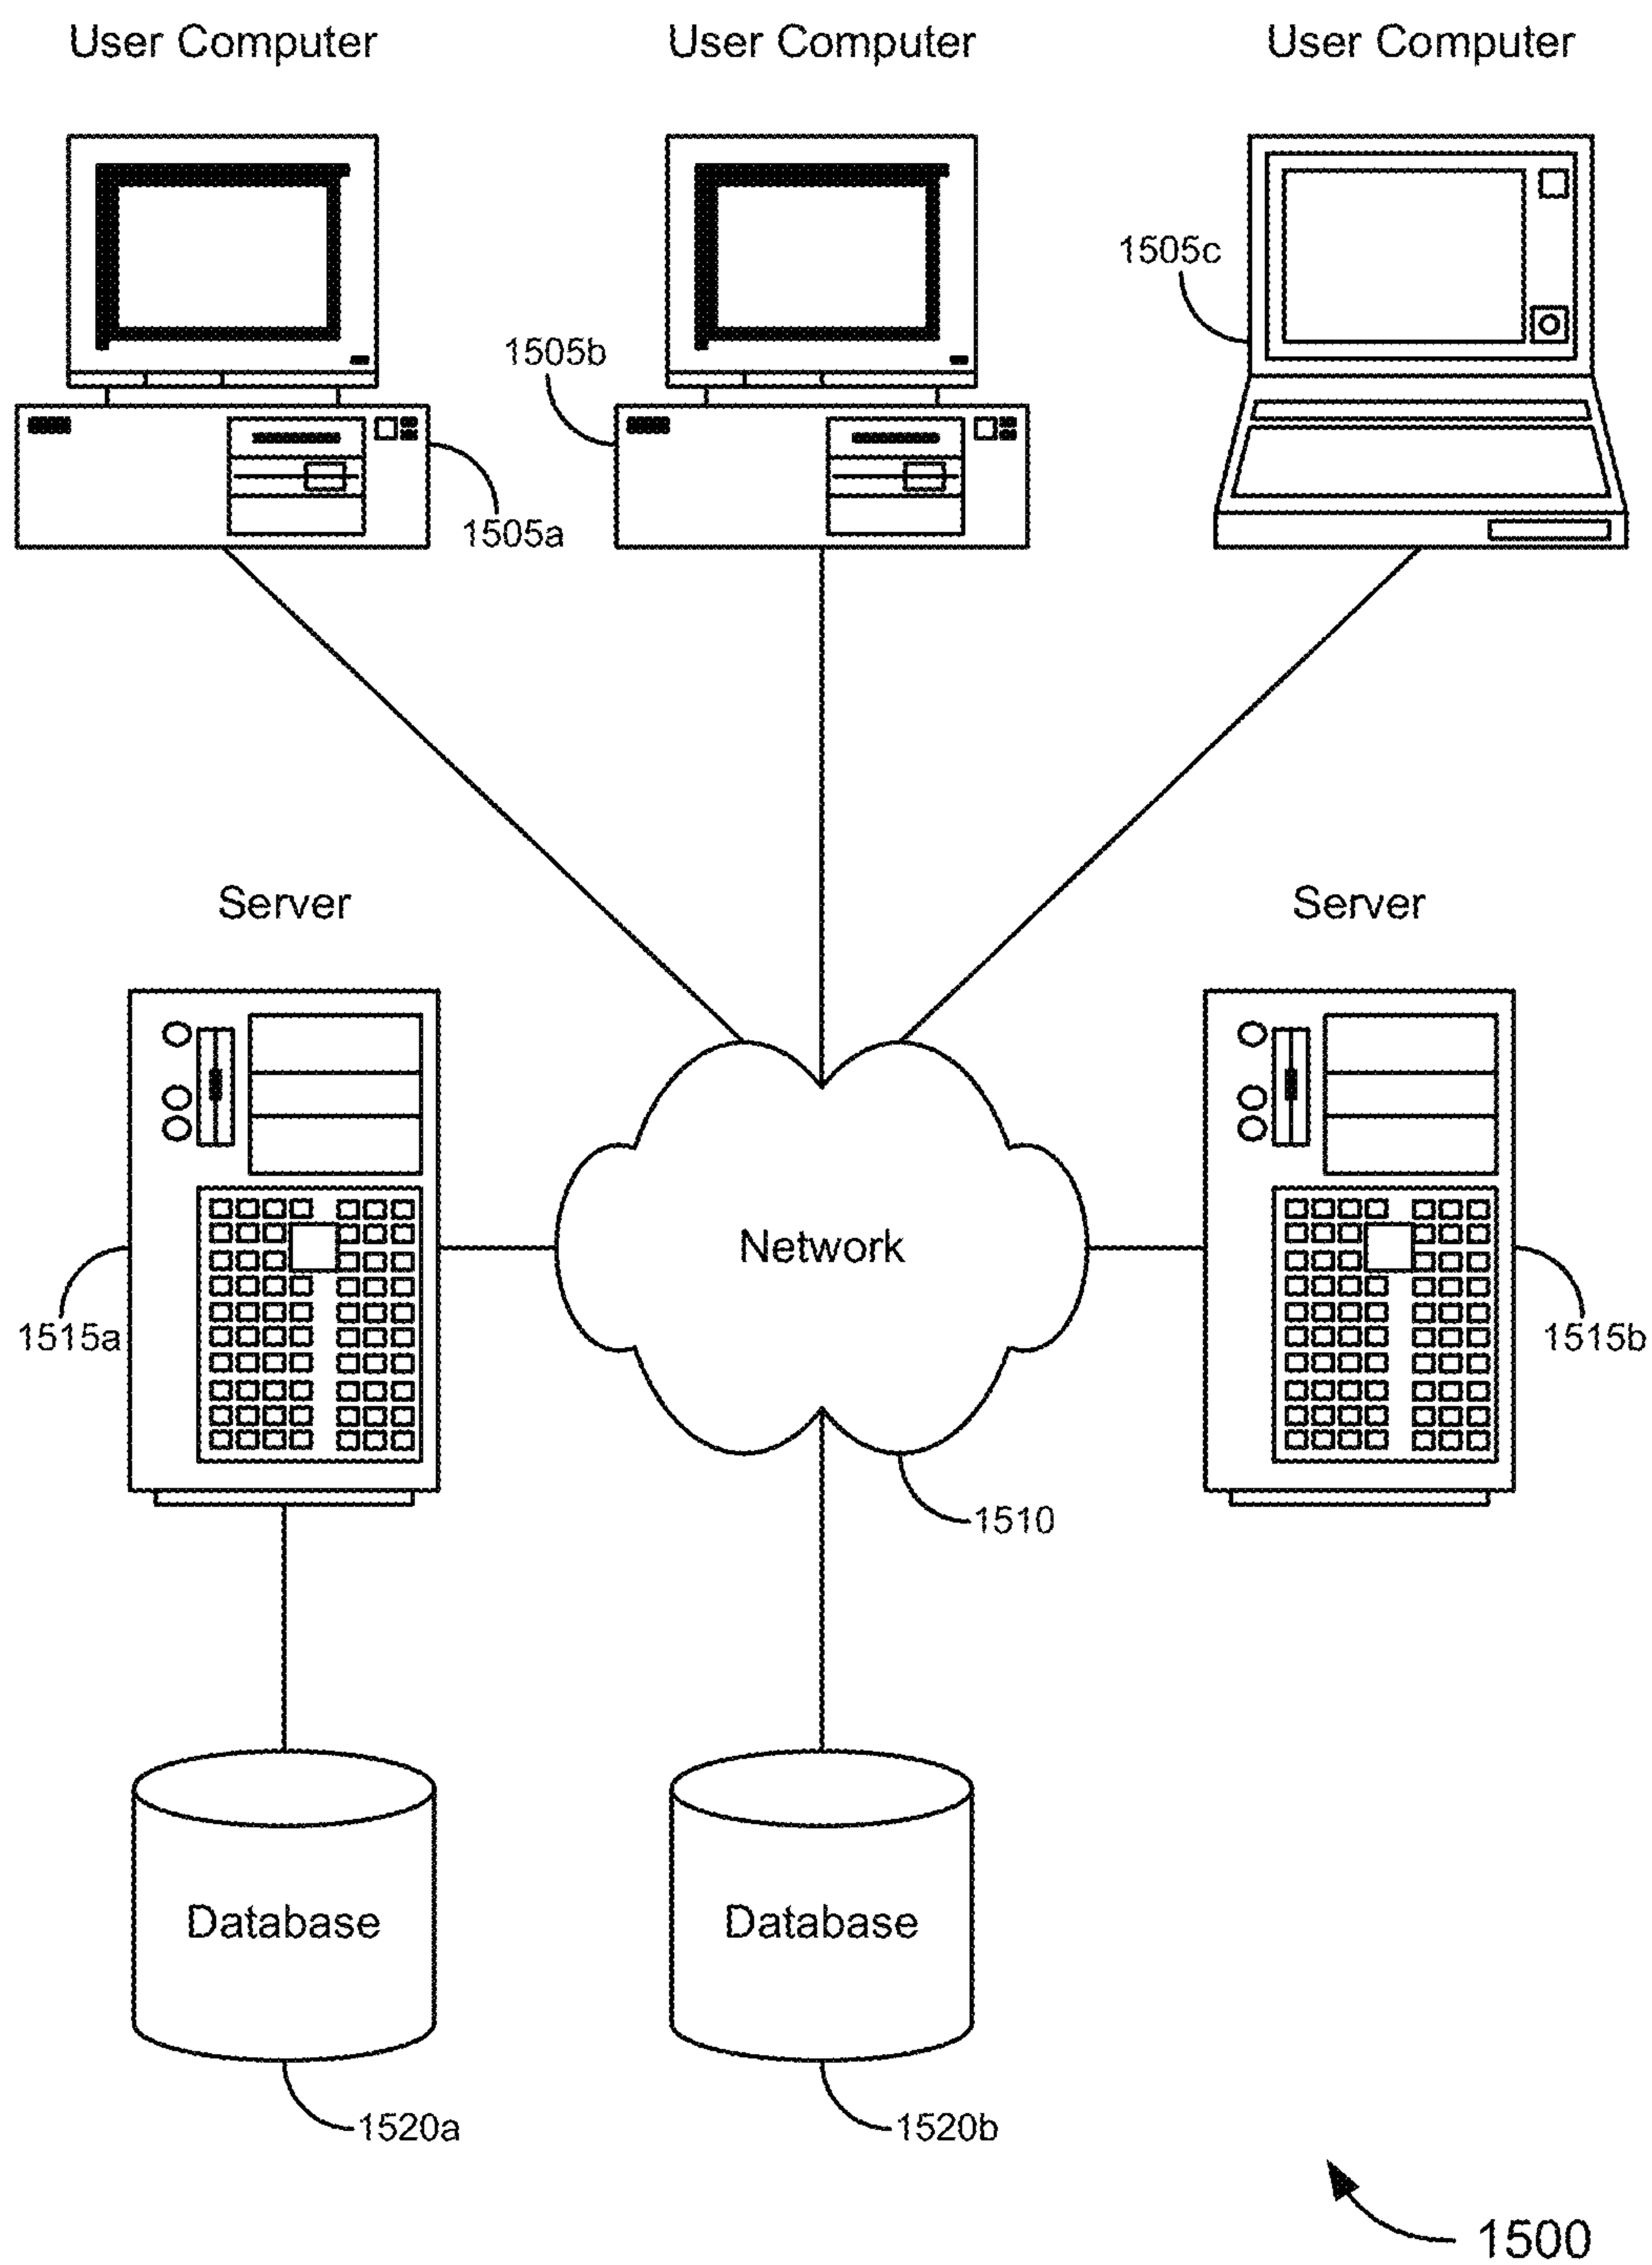 User Computer
User Computer
User Computer
1505c
1505b
1505a
Server
Server
Network
1515a
1515b
1510
Database
Database
1520a
1520b
1500